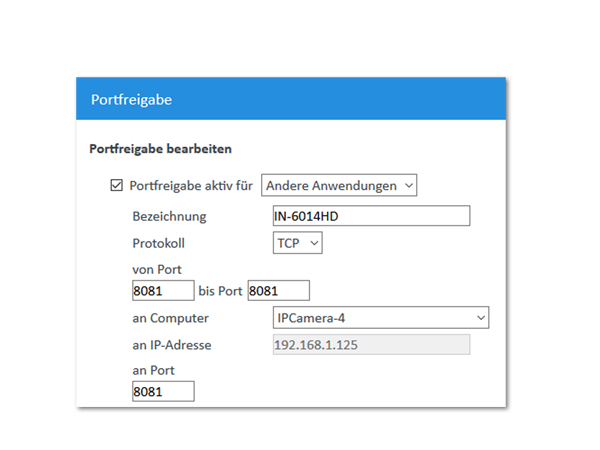 Portfreigabe
Portfreigabe bearbeiten
Portfreigabe aktiv für Andere Anwendungen
Bezeichnung IN-6014HD
Protokoll TCP
von Port
8081 bis Port 8081
an Computer IPCamera-4
an IP-Adresse 192.168.1.125
an Port
8081